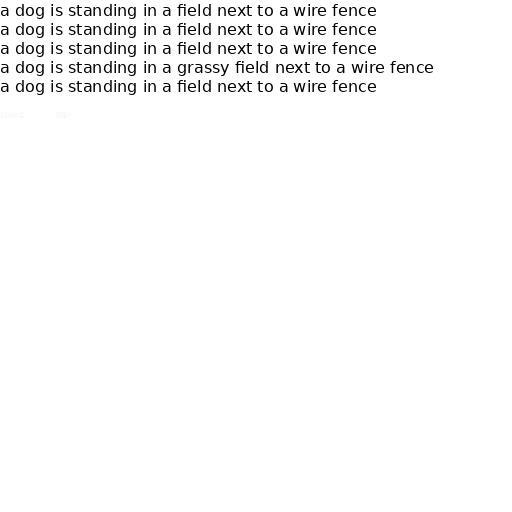 a dog is standing in a field next to a wire fence
a dog is standing in a field next to a wire fence
a dog is standing in a field next to a wire fence
a dog is standing in a grassy field next to a wire fence
a dog is standing in a field next to a wire fence